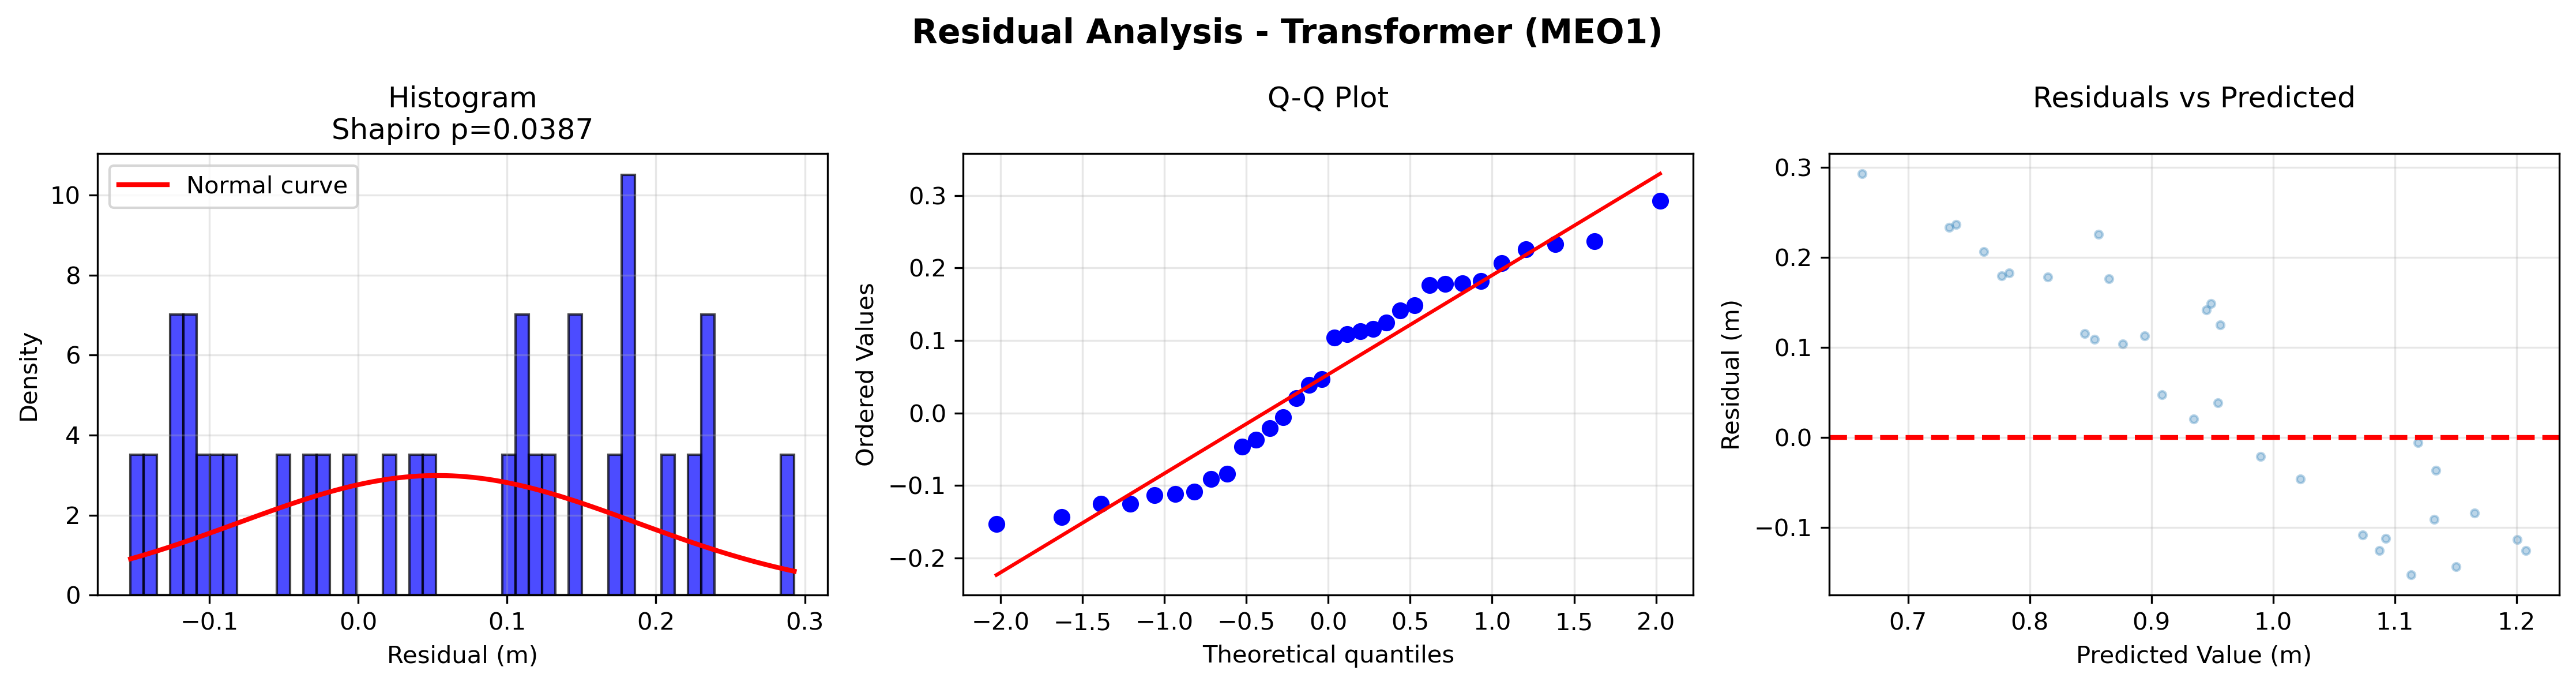 Residual Analysis - Transformer (MEO1)
Histogram
Shapiro p=0.0387
Normal curve
Density
10
8
6
4
2
0
−0.1 0.0 0.1 0.2 0.3
Residual (m)
Q-Q Plot
Ordered Values
0.3
0.2
0.1
0.0
−0.1
−0.2
−2.0 −1.5 −1.0 −0.5 0.0 0.5 1.0 1.5 2.0
Theoretical quantiles
Residuals vs Predicted
Residual (m)
0.3
0.2
0.1
0.0
−0.1
0.7 0.8 0.9 1.0 1.1 1.2
Predicted Value (m)